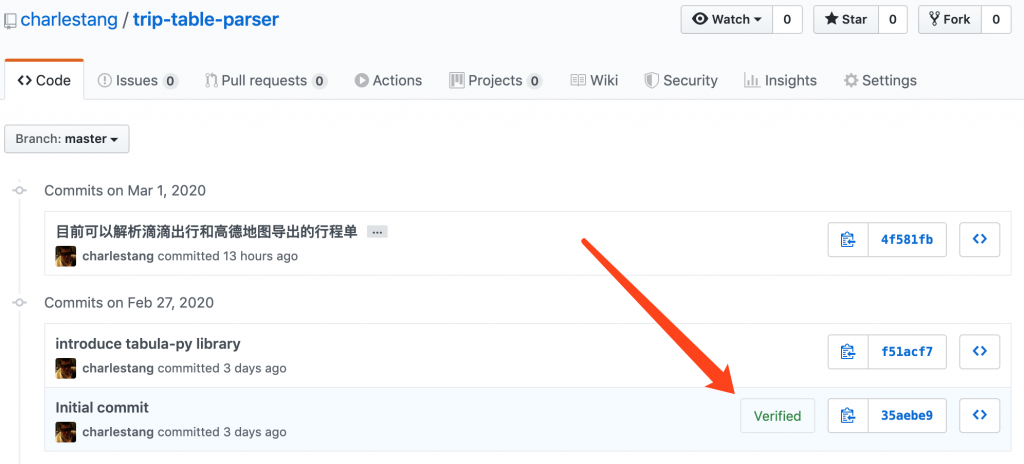 charlestang / trip-table-parser
Watch 0 Star 0 Fork 0
Code Issues 0 Pull requests 0 Actions Projects 0 Wiki Security Insights Settings
Branch: master
Commits on Mar 1, 2020
目前可以解析滴滴出行和高德地图导出的行程单 ...
charlestang committed 13 hours ago
4f581fb
Commits on Feb 27, 2020
introduce tabula-py library
charlestang committed 3 days ago
f51acf7
Initial commit
charlestang committed 3 days ago
Verified
35aebe9